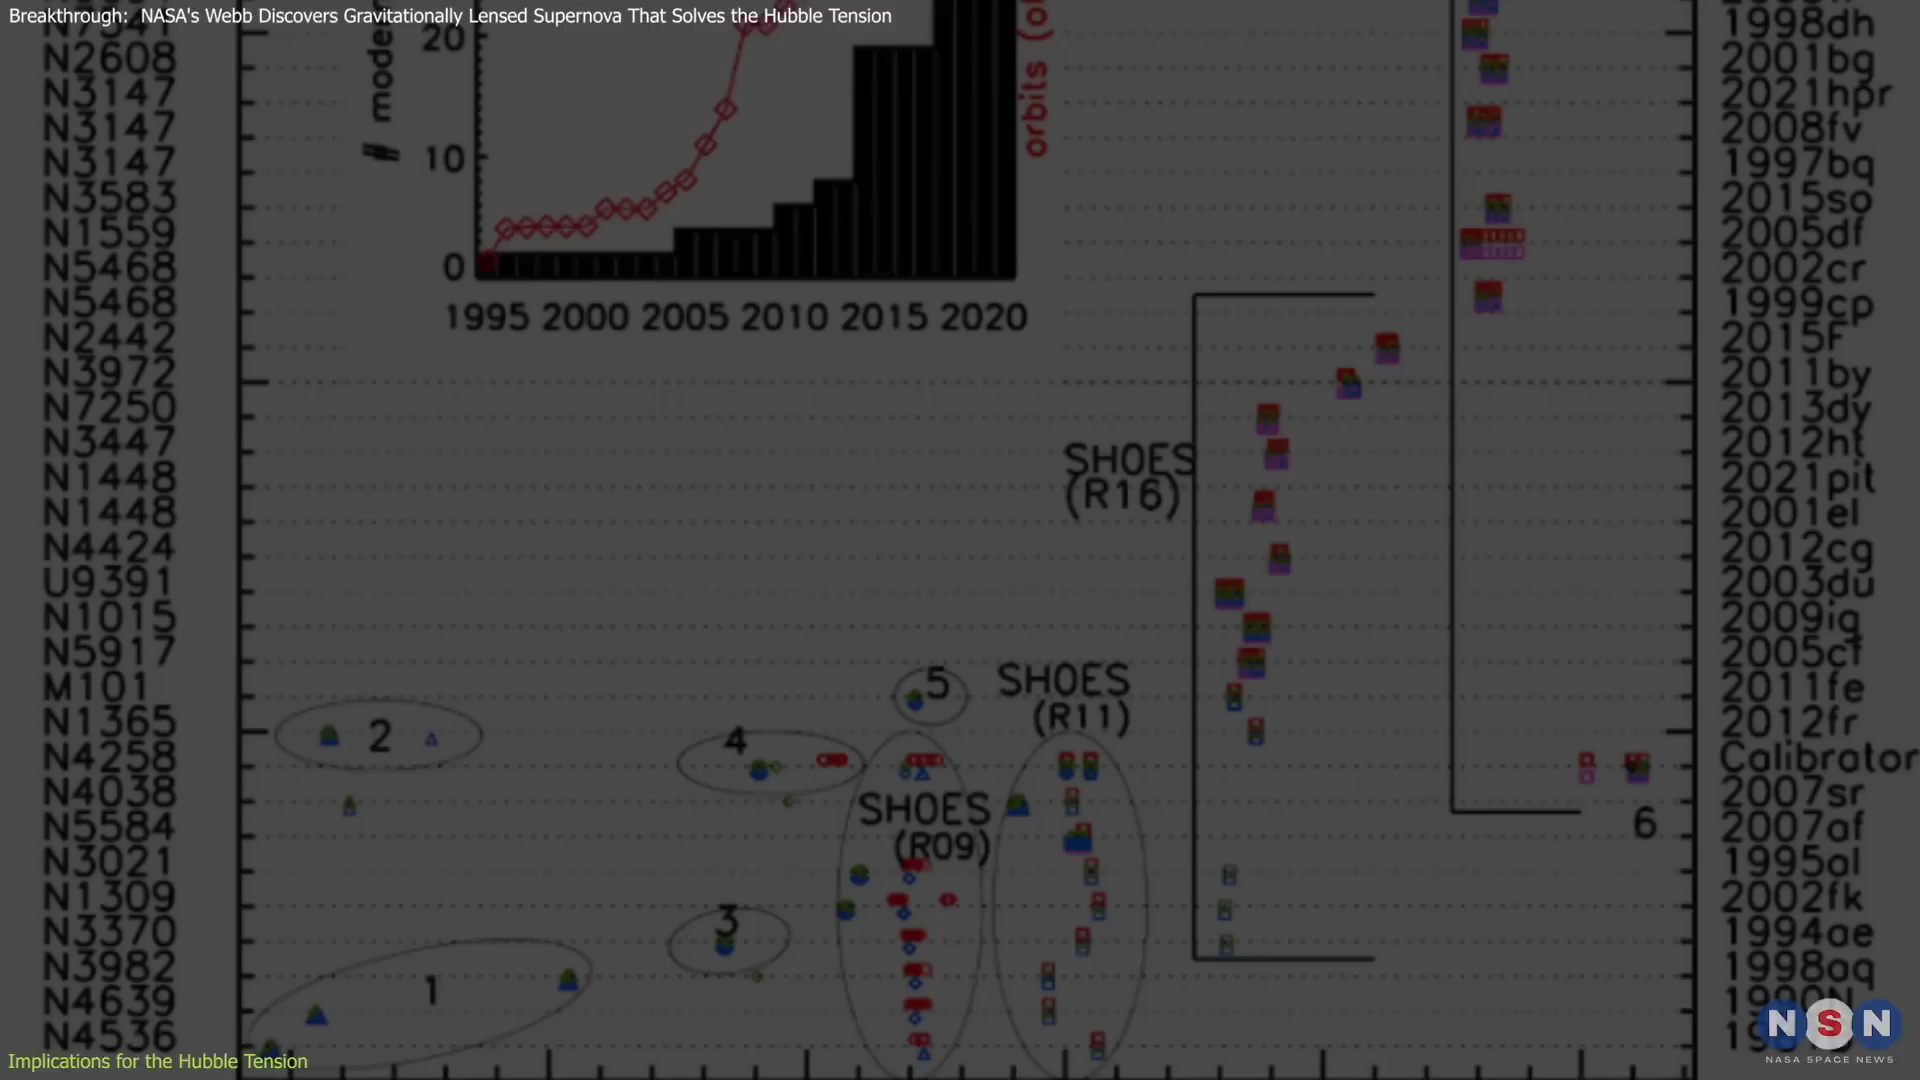 Breakthrough:  NASA's Webb Discovers Gravitationally Lensed Supernova That Solves the Hubble Tension
N2608
N3147
N3147
N3147
N3583
N1559
N5468
N5468
N2442
N3972
N7250
N3447
N1448
N1448
N4424
U9391
N1015
N5917
M101
N1365
N4258
N4038
N5584
N3021
N1309
N3370
N3982
N4639
N4536
20
10
0
# moder
orbits (of
1995 2000 2005 2010 2015 2020
SHOES
(R16)
SHOES
(R11)
SHOES
(R09)
5
2
4
3
1
6
1998dh
2001bg
2021hpr
2008fv
1997bq
2015so
2005df
2002cr
1999cp
2015F
2011by
2013dy
2012ht
2021pit
2001el
2012cg
2003du
2009ig
2005cf
2011fe
2012fr
Calibrator
2007sr
2007af
1995al
2002fk
1994ae
1998aq
1990N
Implications for the Hubble Tension
NSN
NASA SPACE NEWS